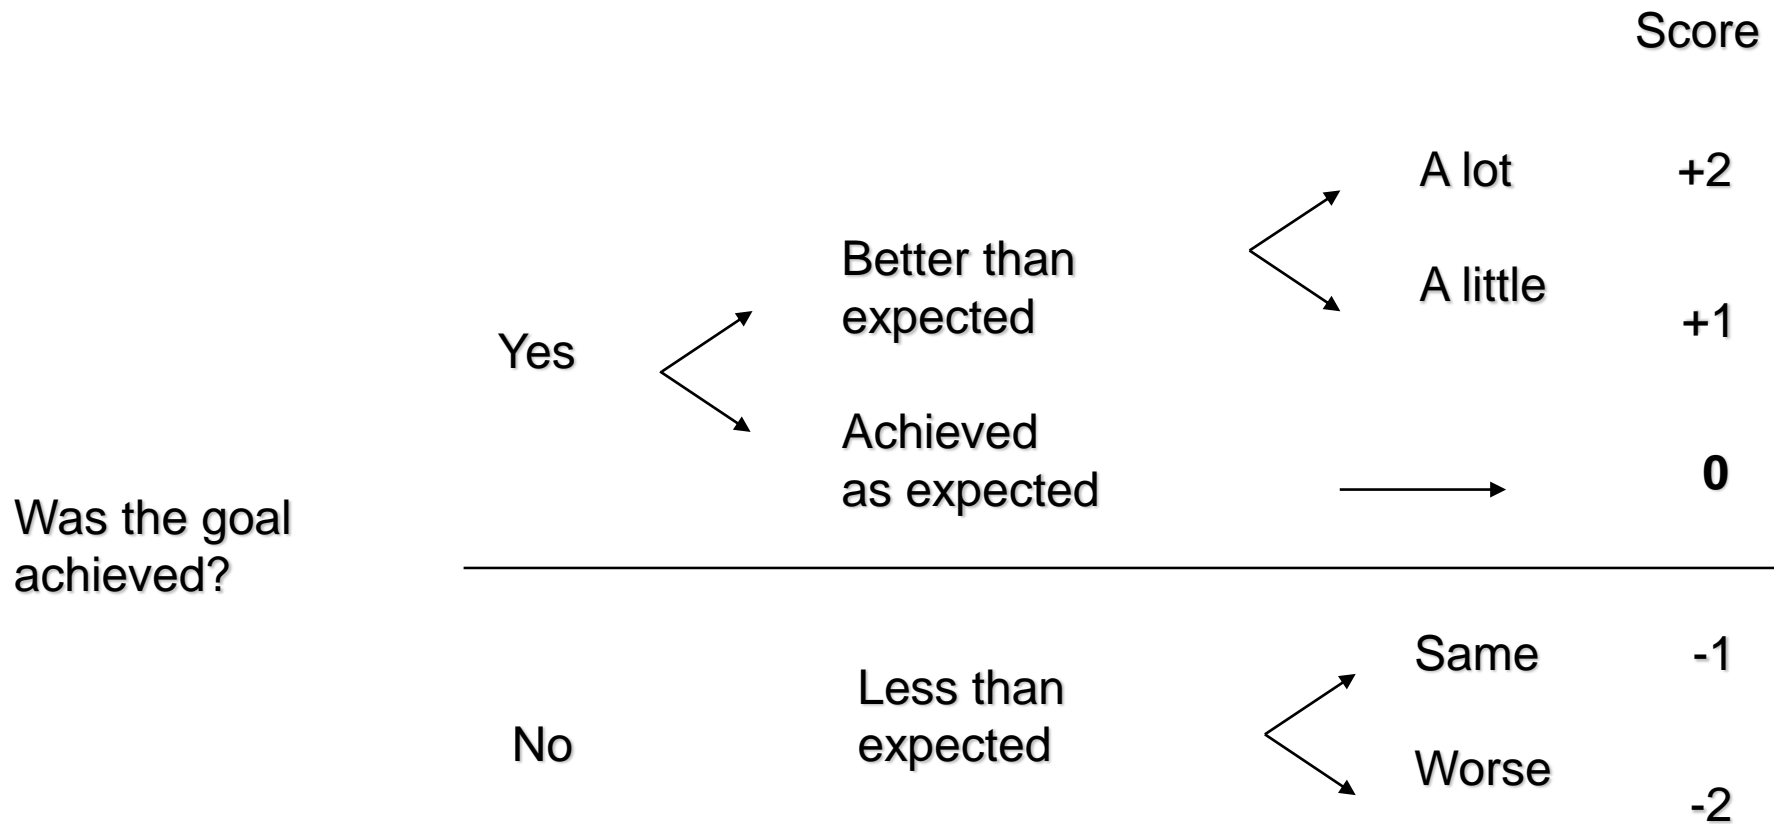 Score
A lot +2
Better than
expected
A little
+1
Yes
Achieved
as expected
0
Was the goal
achieved?
Same -1
Less than
expected
No
Worse
-2